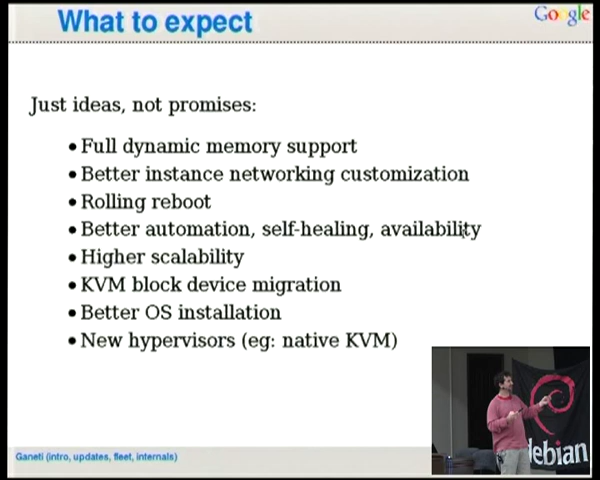 What to expect
Google
Just ideas, not promises:
• Full dynamic memory support
• Better instance networking customization
• Rolling reboot
• Better automation, self-healing, availability
• Higher scalability
• KVM block device migration
• Better OS installation
• New hypervisors (eg: native KVM)
debian
Ganeti (intro, updates, fleet, internals)